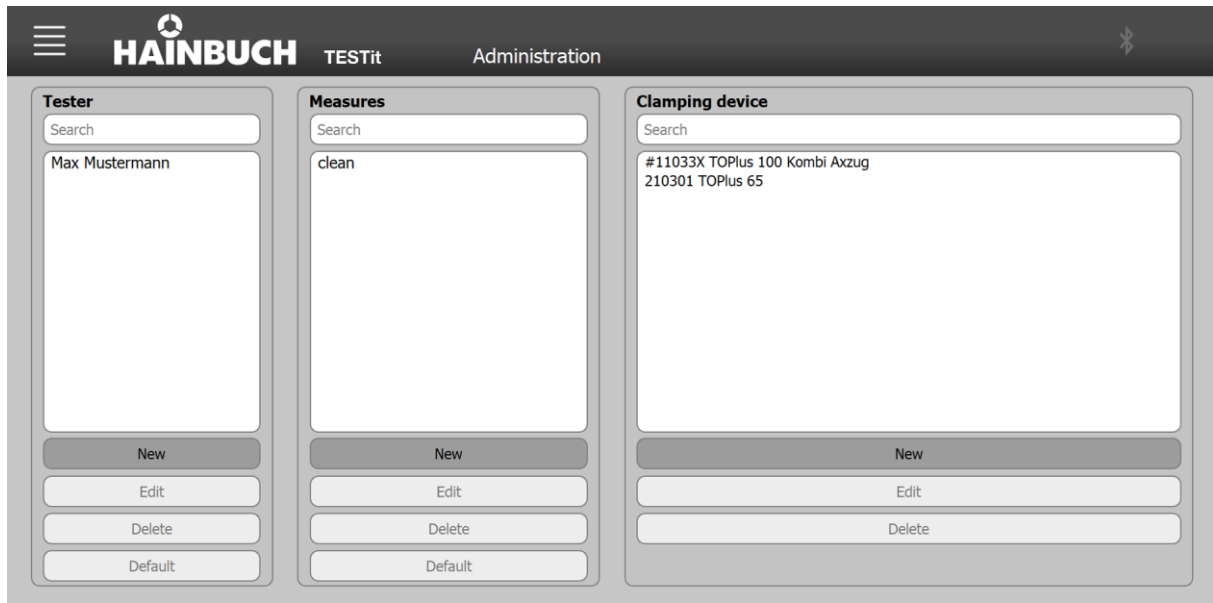 HAINBUCH TESTit Administration
Tester
Search
Max Mustermann
New
Edit
Delete
Default
Measures
Search
clean
New
Edit
Delete
Default
Clamping device
Search
#11033X TOPlus 100 Kombi Axzug
210301 TOPlus 65
New
Edit
Delete